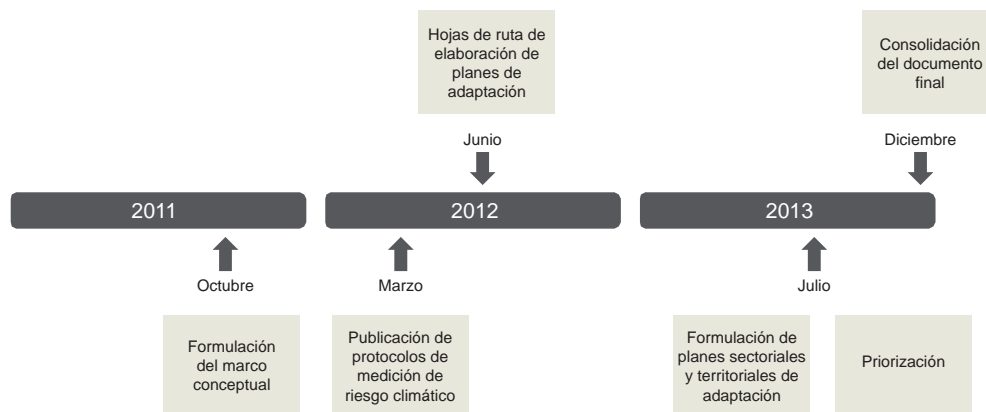 Hojas de ruta de
elaboración de
planes de
adaptación
Consolidación
del documento
final
Junio
Diciembre
2011
2012
2013
Octubre
Marzo
Julio
Formulación
del marco
conceptual
Publicación de
protocolos de
medición de
riesgo climático
Formulación de
planes sectoriales
y territoriales de
adaptación
Priorización